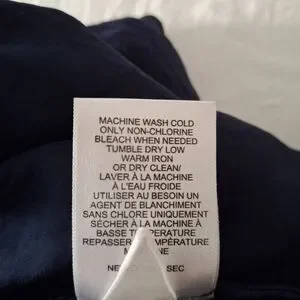 MACHINE WASH COLD
ONLY NON-CHLORINE
BLEACH WHEN NEEDED
TUMBLE DRY LOW
WARM IRON
OR DRY CLEAN/
LAVER À LA MACHINE
À L'EAU FROIDE
UTILISER AU BESOIN UN
AGENT DE BLANCHIMENT
SANS CHLORE UNIQUEMENT
SÉCHER À LA MACHINE À
BASSE TEMPÉRATURE
REPASSER
SEC